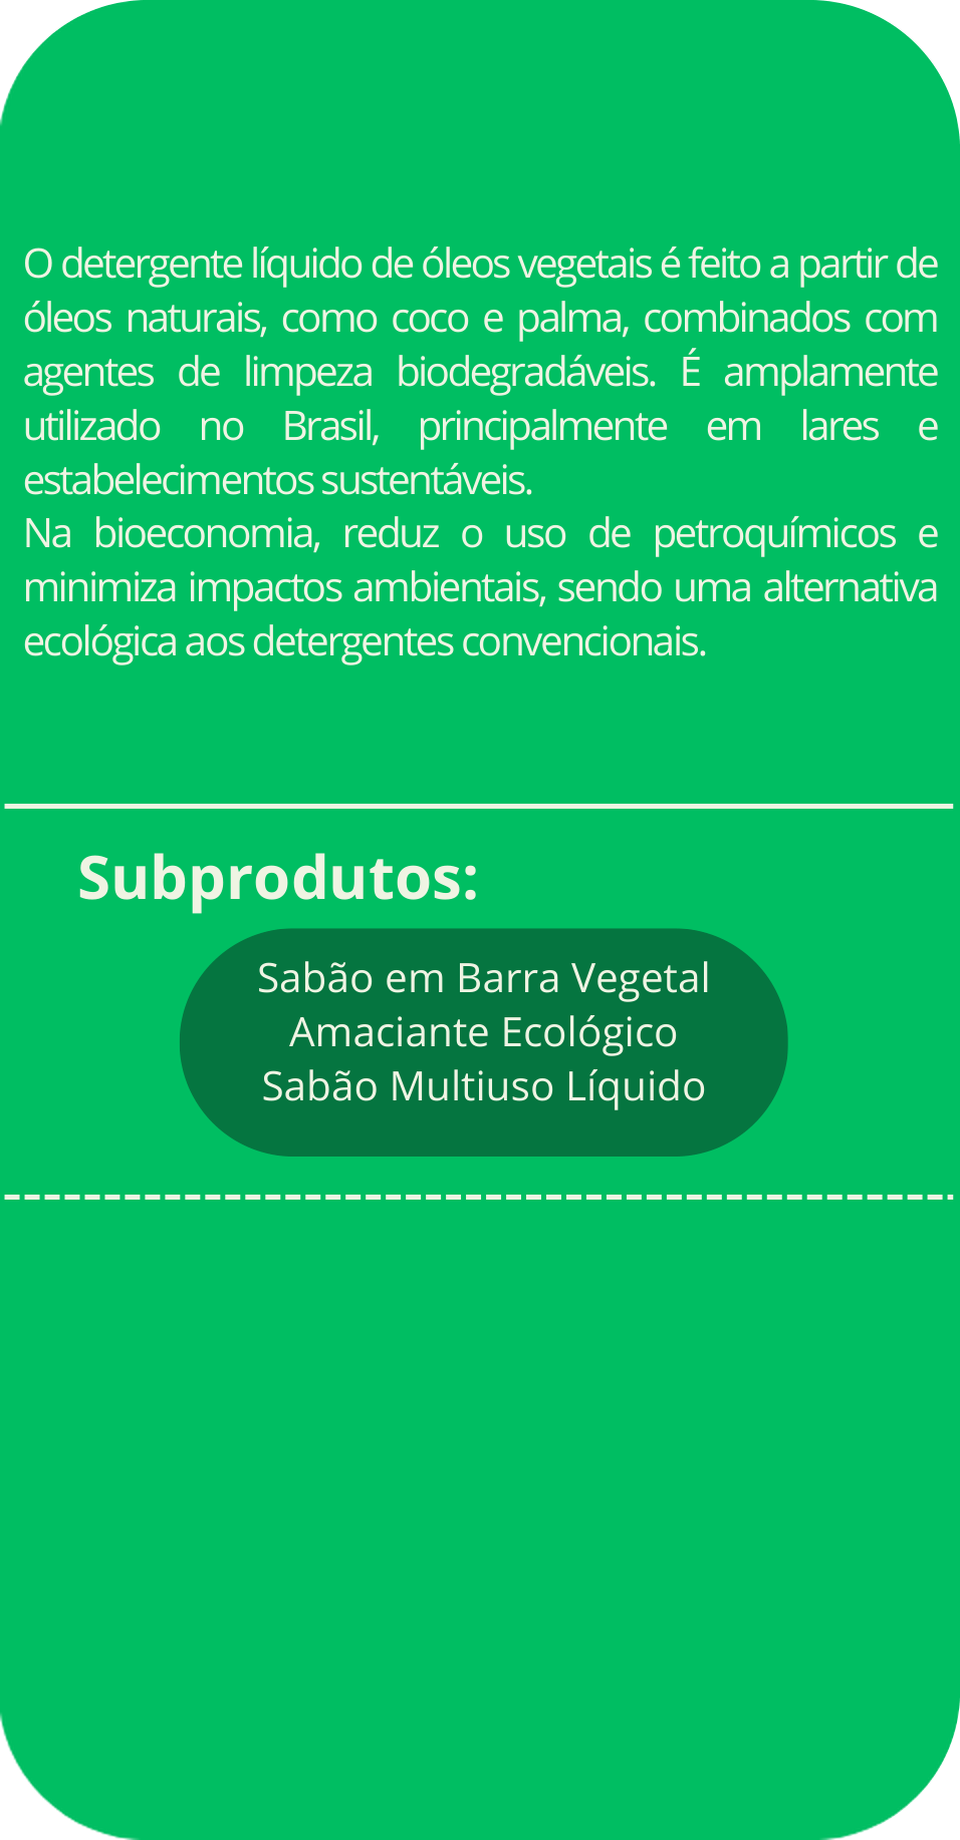 O detergente líquido de óleos vegetais é feito a partir de
óleos naturais, como coco e palma, combinados com
agentes de limpeza biodegradáveis. É amplamente
utilizado no Brasil, principalmente em lares e
estabelecimentos sustentáveis.
Na bioeconomia, reduz o uso de petroquímicos e
minimiza impactos ambientais, sendo uma alternativa
ecológica aos detergentes convencionais.
Subprodutos:
Sabão em Barra Vegetal
Amaciante Ecológico
Sabão Multiuso Líquido